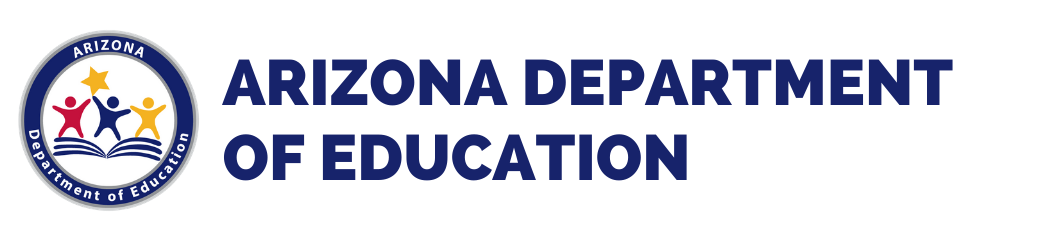 ARIZONA
Department of Education
ARIZONA DEPARTMENT
OF EDUCATION